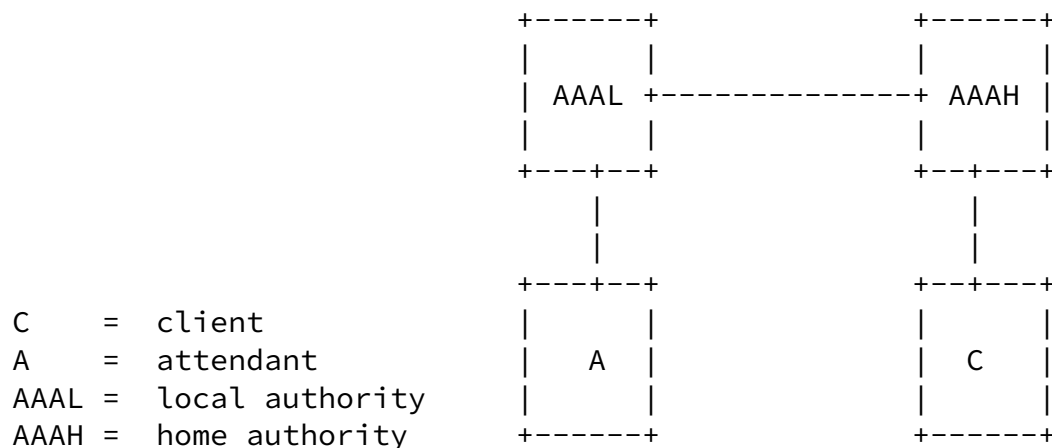 AAAL AAAH
C = client A C
A = attendant
AAAL = local authority
AAAH = home authority